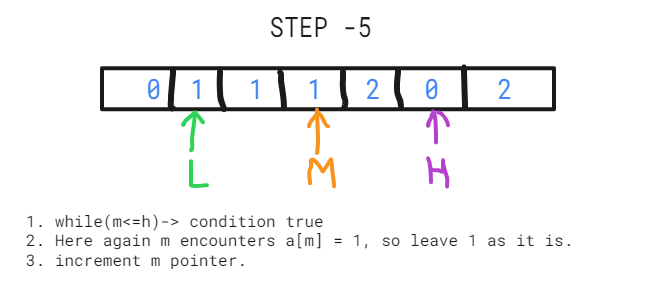 STEP -5
0 1 1 1 2 0 2
L M H
1. while(m<=h)-> condition true
2. Here again m encounters a[m] = 1, so leave 1 as it is.
3. increment m pointer.